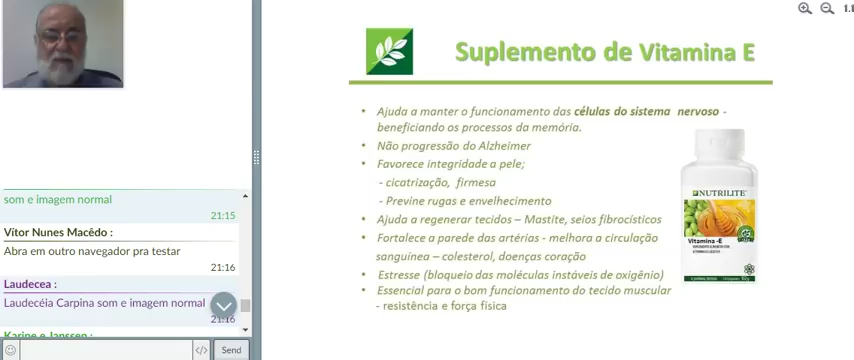 som e imagem normal
21:15
Vítor Nunes Macêdo :
Abra em outro navegador pra testar
21:16
Laudecea :
Laudecéia Carpina som e imagem normal
21:16
Karine e Janssen :
Send
1.1
Suplemento de Vitamina E
• Ajuda a manter o funcionamento das células do sistema nervoso -
beneficiando os processos da memória.
• Não progressão do Alzheimer
• Favorece integridade a pele;
- cicatrização, firmesa
- Previne rugas e envelhecimento
• Ajuda a regenerar tecidos – Mastite, seios fibrocísticos
• Fortalece a parede das artérias - melhora a circulação
sanguínea – colesterol, doenças coração
• Estresse (bloqueio das moléculas instáveis de oxigênio)
• Essencial para o bom funcionamento do tecido muscular
- resistência e força física
NUTRILITE
Vitamina -E